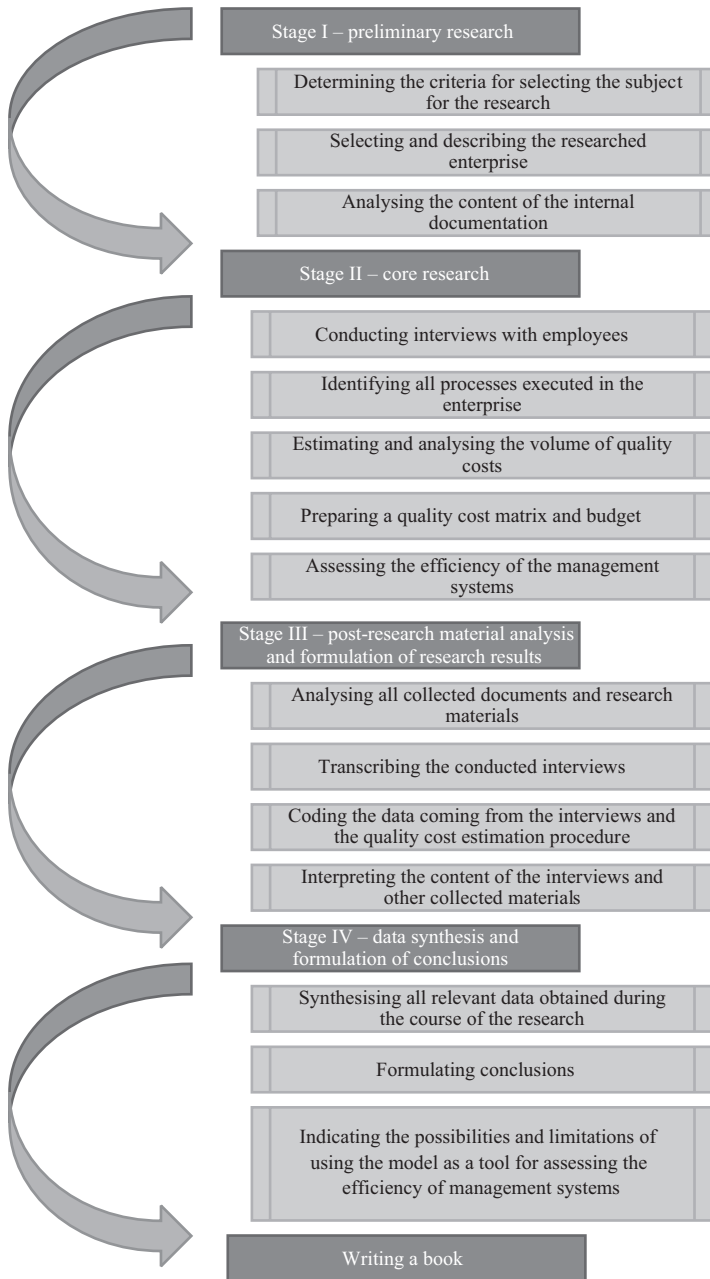 Stage I – preliminary research
Determining the criteria for selecting the subject
for the research
Selecting and describing the researched
enterprise
Analysing the content of the internal
documentation
Stage II – core research
Conducting interviews with employees
Identifying all processes executed in the
enterprise
Estimating and analysing the volume of quality
costs
Preparing a quality cost matrix and budget
Assessing the efficiency of the management
systems
Stage III – post-research material analysis
and formulation of research results
Analysing all collected documents and research
materials
Transcribing the conducted interviews
Coding the data coming from the interviews and
the quality cost estimation procedure
Interpreting the content of the interviews and
other collected materials
Stage IV – data synthesis and
formulation of conclusions
Synthesising all relevant data obtained during
the course of the research
Formulating conclusions
Indicating the possibilities and limitations of
using the model as a tool for assessing the
efficiency of management systems
Writing a book